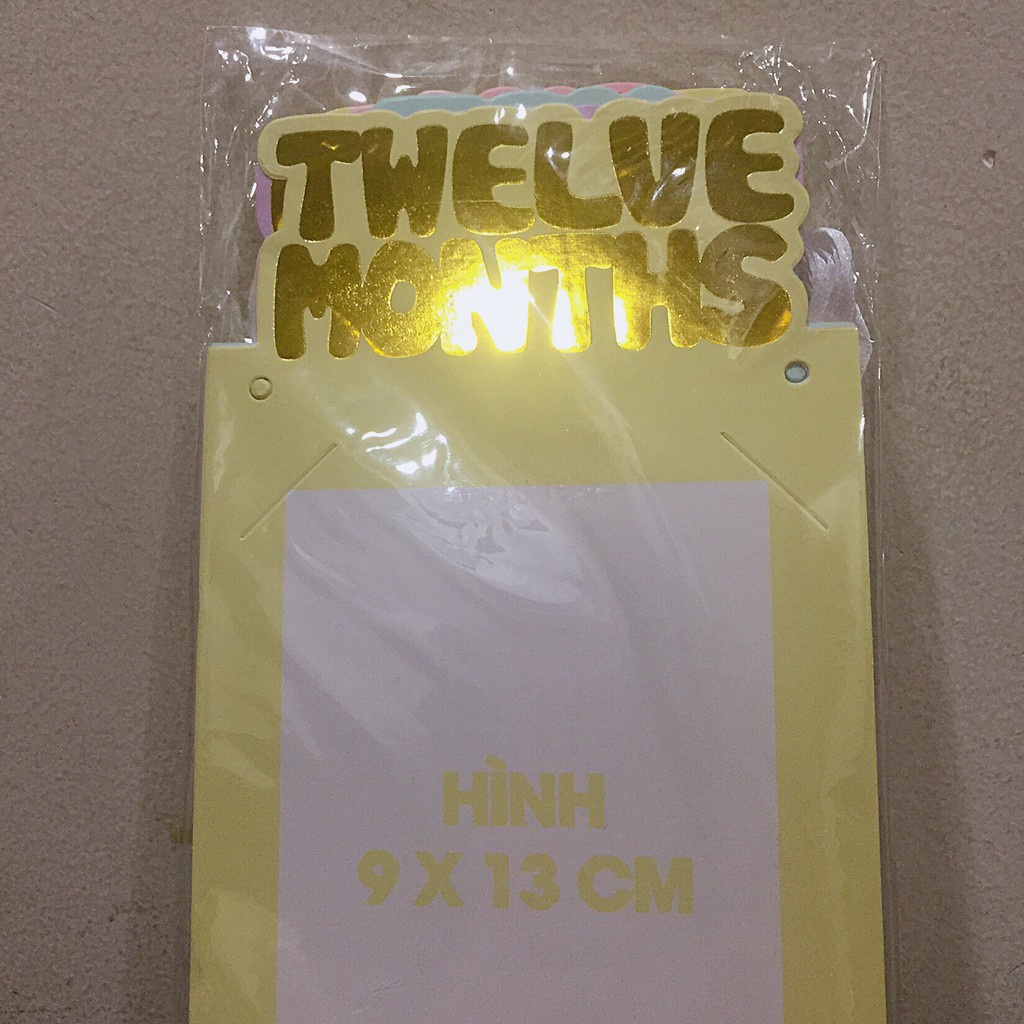 TWELVE
MONTHS
HÌNH
9 X 13 CM